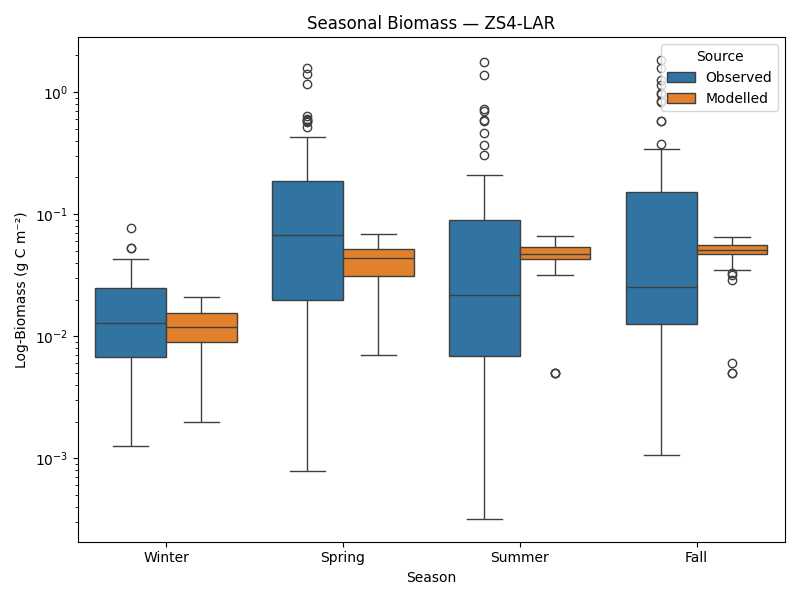 Seasonal Biomass — ZS4-LAR
Source
Observed
Modelled
10⁰
10⁻¹
10⁻²
10⁻³
Log-Biomass (g C m⁻²)
Winter
Spring
Summer
Fall
Season